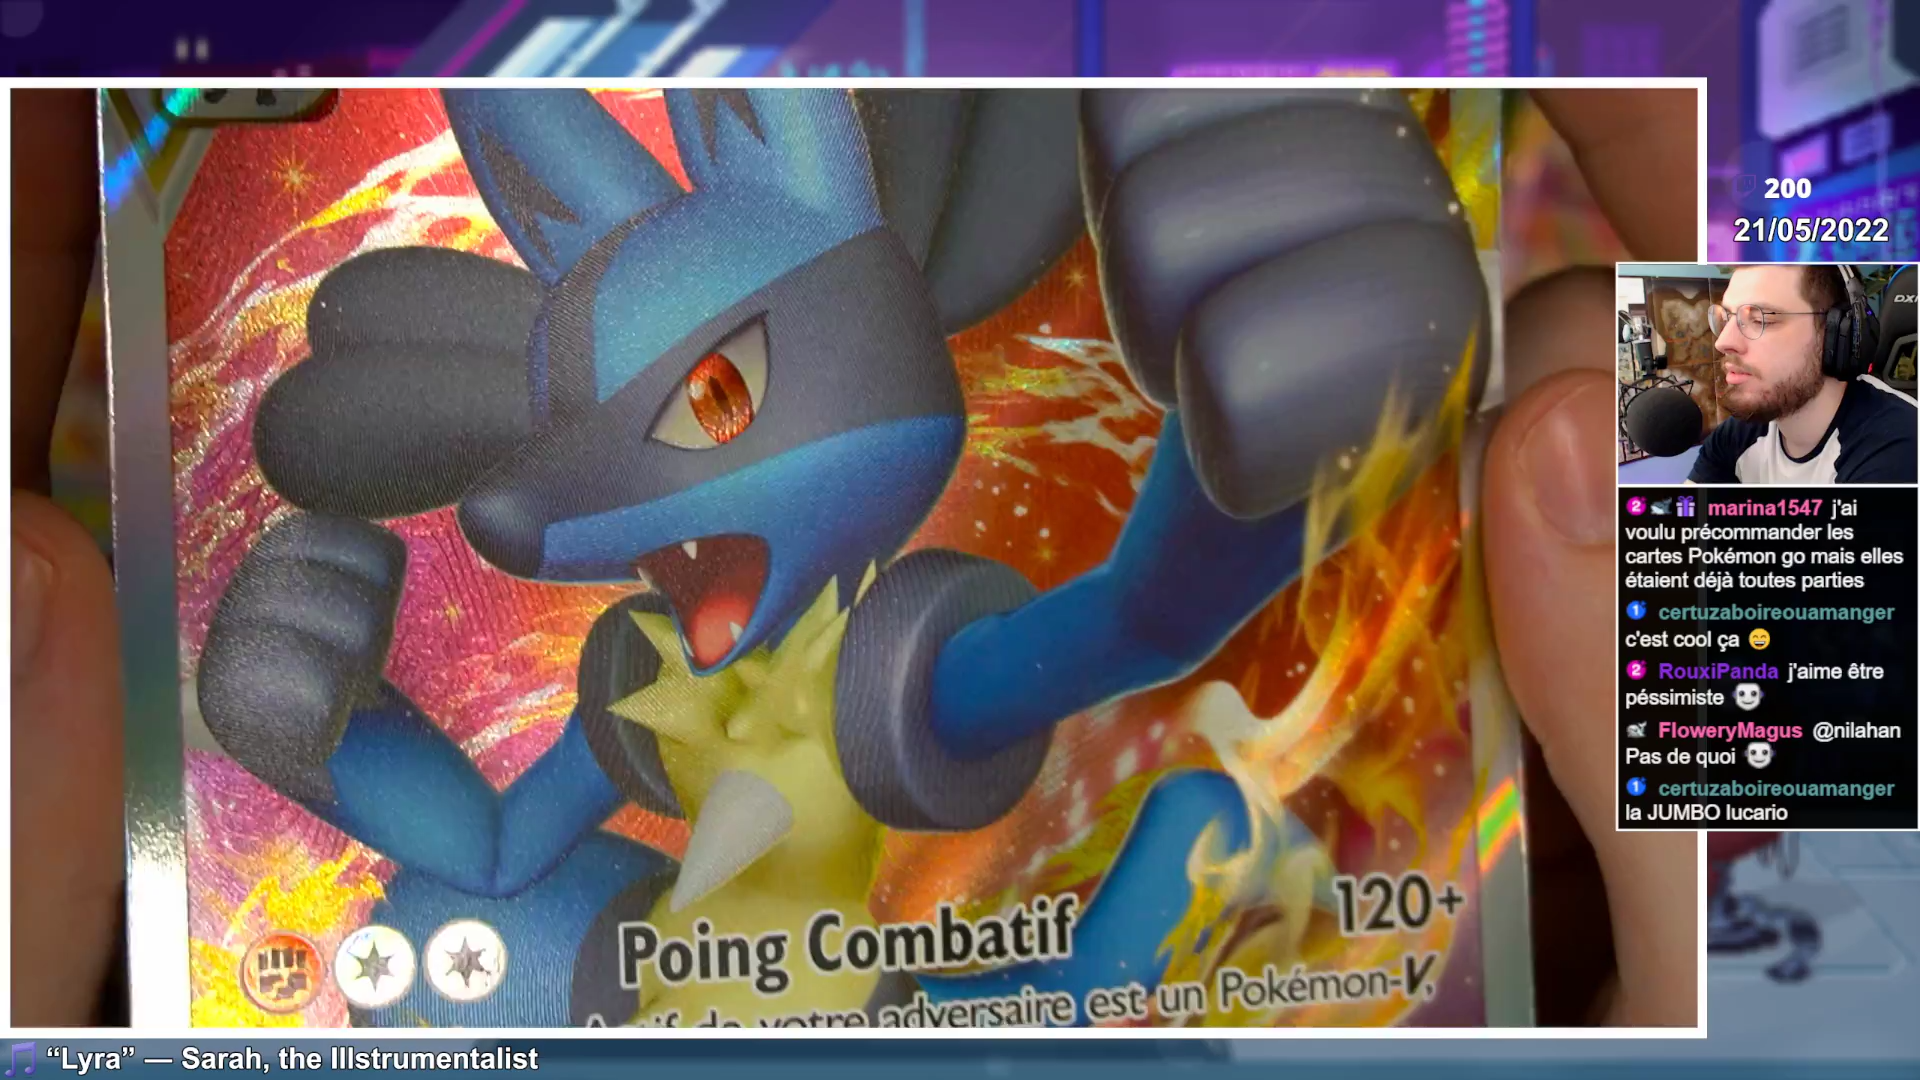 200
21/05/2022
marina1547 j'ai
voulu précommander les
cartes Pokémon go mais elles
étaient déjà toutes parties
certuzaboireouamanger
c'est cool ça
RouxiPanda j'aime être
péssimiste
FloweryMagus @nilahan
Pas de quoi
certuzaboireouamanger
la JUMBO lucario
Poing Combatif 120+
votre adversaire est un Pokémon-V,
“Lyra” — Sarah, the Illstrumentalist